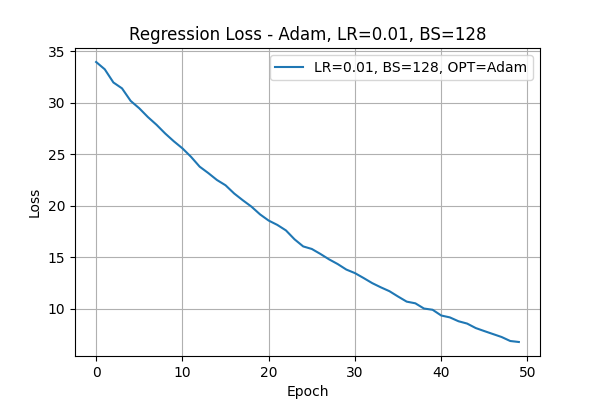 Regression Loss - Adam, LR=0.01, BS=128
LR=0.01, BS=128, OPT=Adam
35
30
25
20
15
10
Loss
0 10 20 30 40 50
Epoch